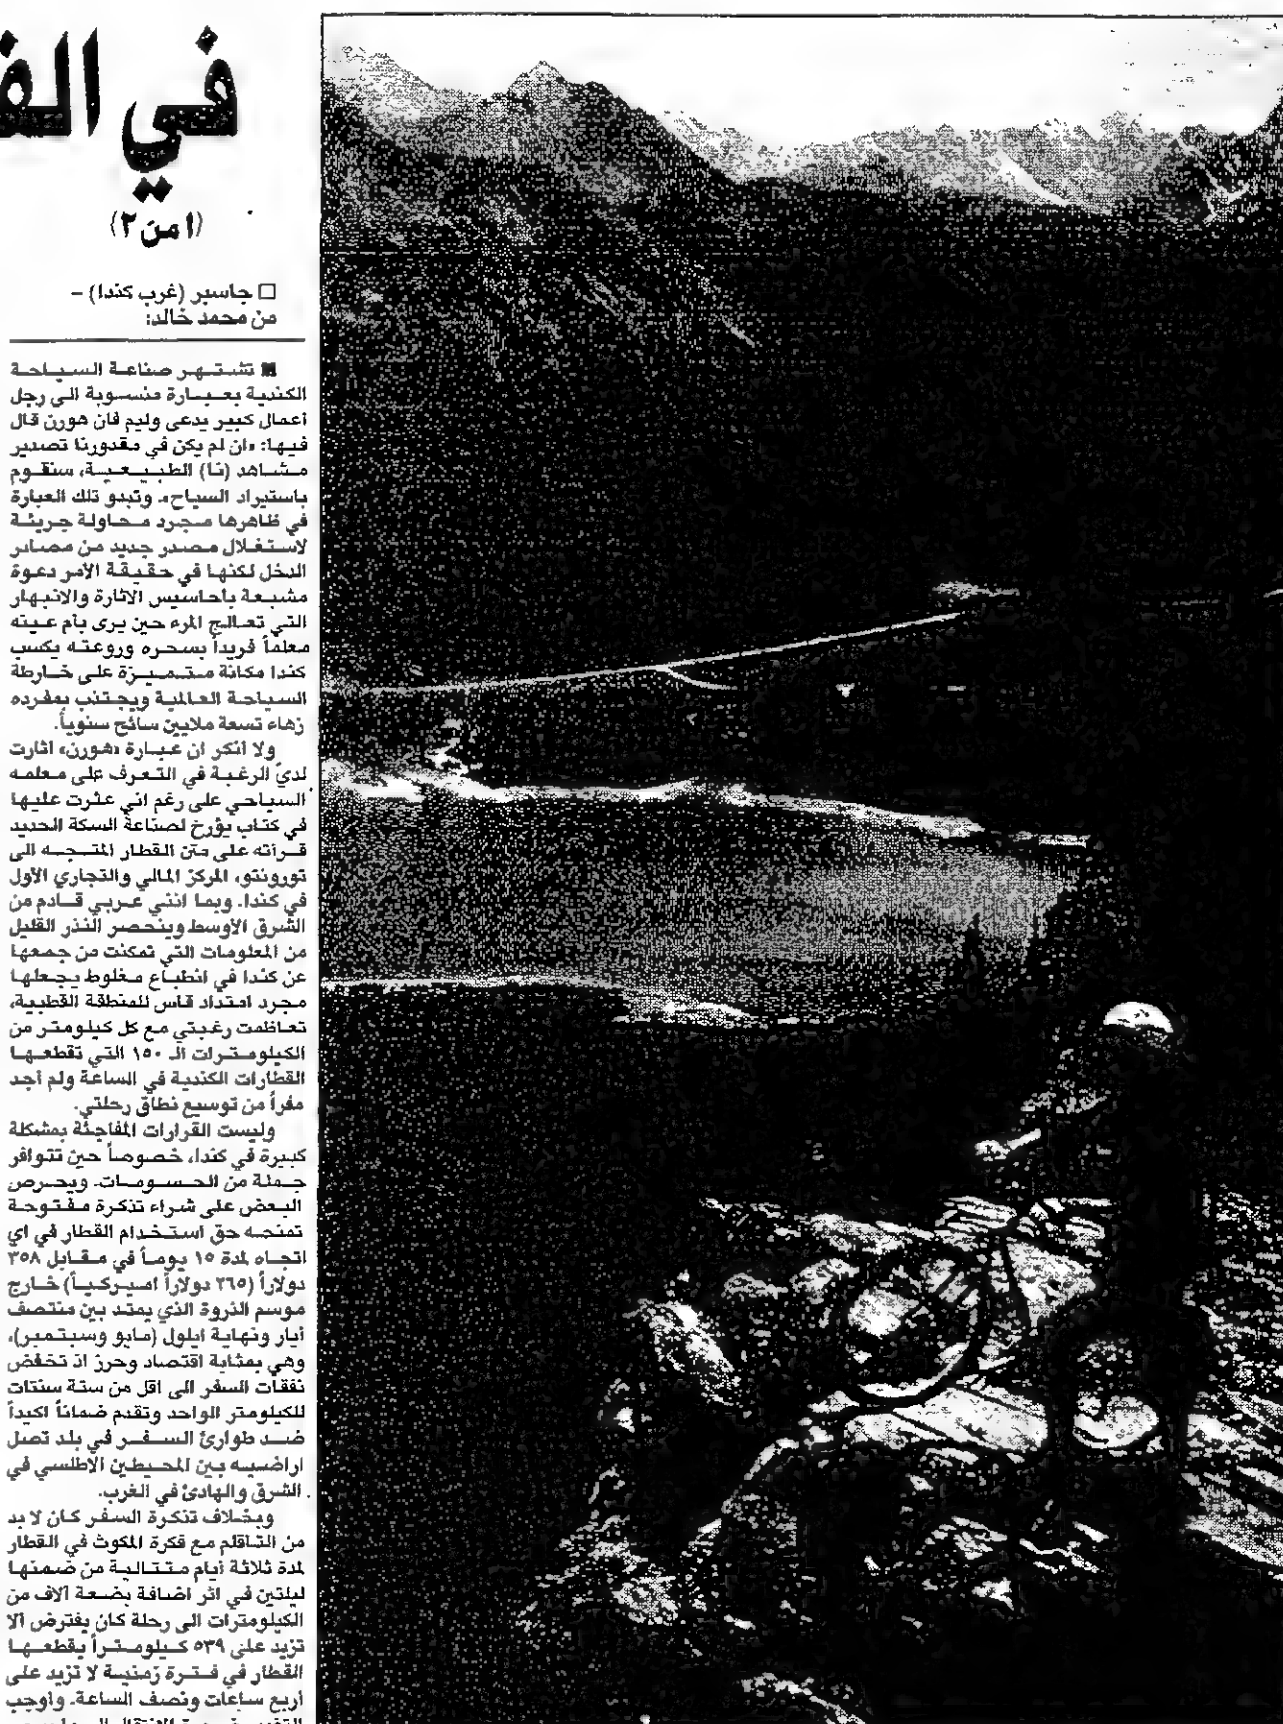 في الف
(١ من ٢)
□ جاسبر (غرب كندا) –
من محمد خالد:
■ تشتهر صناعة السياحة
الكندية بعبارة منسوبة الى رجل
أعمال كبير يدعى وليم فان هورن قال
فيها: «ان لم يكن في مقدورنا تصدير
مشاهد (نا) الطبيعية، سنقوم
باستيراد السياح». وتبدو تلك العبارة
في ظاهرها مجرد محاولة جريئة
لاستغلال مصدر جديد من مصادر
الدخل لكنها في حقيقة الأمر دعوة
مشبعة بأحاسيس الاثارة والانبهار
التي تعالج المرء حين يرى بأم عينه
معلماً فريداً بسحره وروعته يكسب
كندا مكانة متميزة على خارطة
السياحة العالمية ويجتذب بمفرده
زهاء تسعة ملايين سائح سنوياً.
ولا انكر ان عبارة «هورن» اثارت
لديّ الرغبة في التعرف على معلمه
السياحي على رغم اني عثرت عليها
في كتاب يؤرخ لصناعة السكة الحديد
قرأته على متن القطار المتجه الى
تورونتو، المركز المالي والتجاري الأول
في كندا. وبما انني عربي قادم من
الشرق الأوسط وينحصر النذر القليل
من المعلومات التي تمكنت من جمعها
عن كندا في انطباع مغلوط يجعلها
مجرد امتداد قاس للمنطقة القطبية،
تعاظمت رغبتي مع كل كيلومتر من
الكيلومترات الـ ١٥٠ التي تقطعها
القطارات الكندية في الساعة ولم أجد
مفراً من توسيع نطاق رحلتي.
وليست القرارات المفاجئة بمشكلة
كبيرة في كندا، خصوصاً حين تتوافر
جملة من الحسومات. ويحرص
البعض على شراء تذكرة مفتوحة
تمنحه حق استخدام القطار في اي
اتجاه لمدة ١٥ يوماً في مقابل ٣٥٨
دولاراً (٢٦٥ دولاراً اميركياً) خارج
موسم الذروة الذي يمتد بين منتصف
أيار ونهاية ايلول (مايو وسبتمبر)،
وهي بمثابة اقتصاد وحرز اذ تخفض
نفقات السفر الى اقل من ستة سنتات
للكيلومتر الواحد وتقدم ضماناً اكيداً
ضد طوارئ السفر في بلد تصل
اراضيه بين المحيطين الاطلسي في
الشرق والهادئ في الغرب.
وبخلاف تذكرة السفر كان لا بد
من التأقلم مع فكرة المكوث في القطار
لمدة ثلاثة أيام متتالية من ضمنها
ليلتين في اثر اضافة بضعة آلاف من
الكيلومترات الى رحلة كان يفترض ألا
تزيد على ٥٣٩ كيلومتراً يقطعها
القطار في فترة زمنية لا تزيد على
أربع ساعات ونصف الساعة. وأوجب